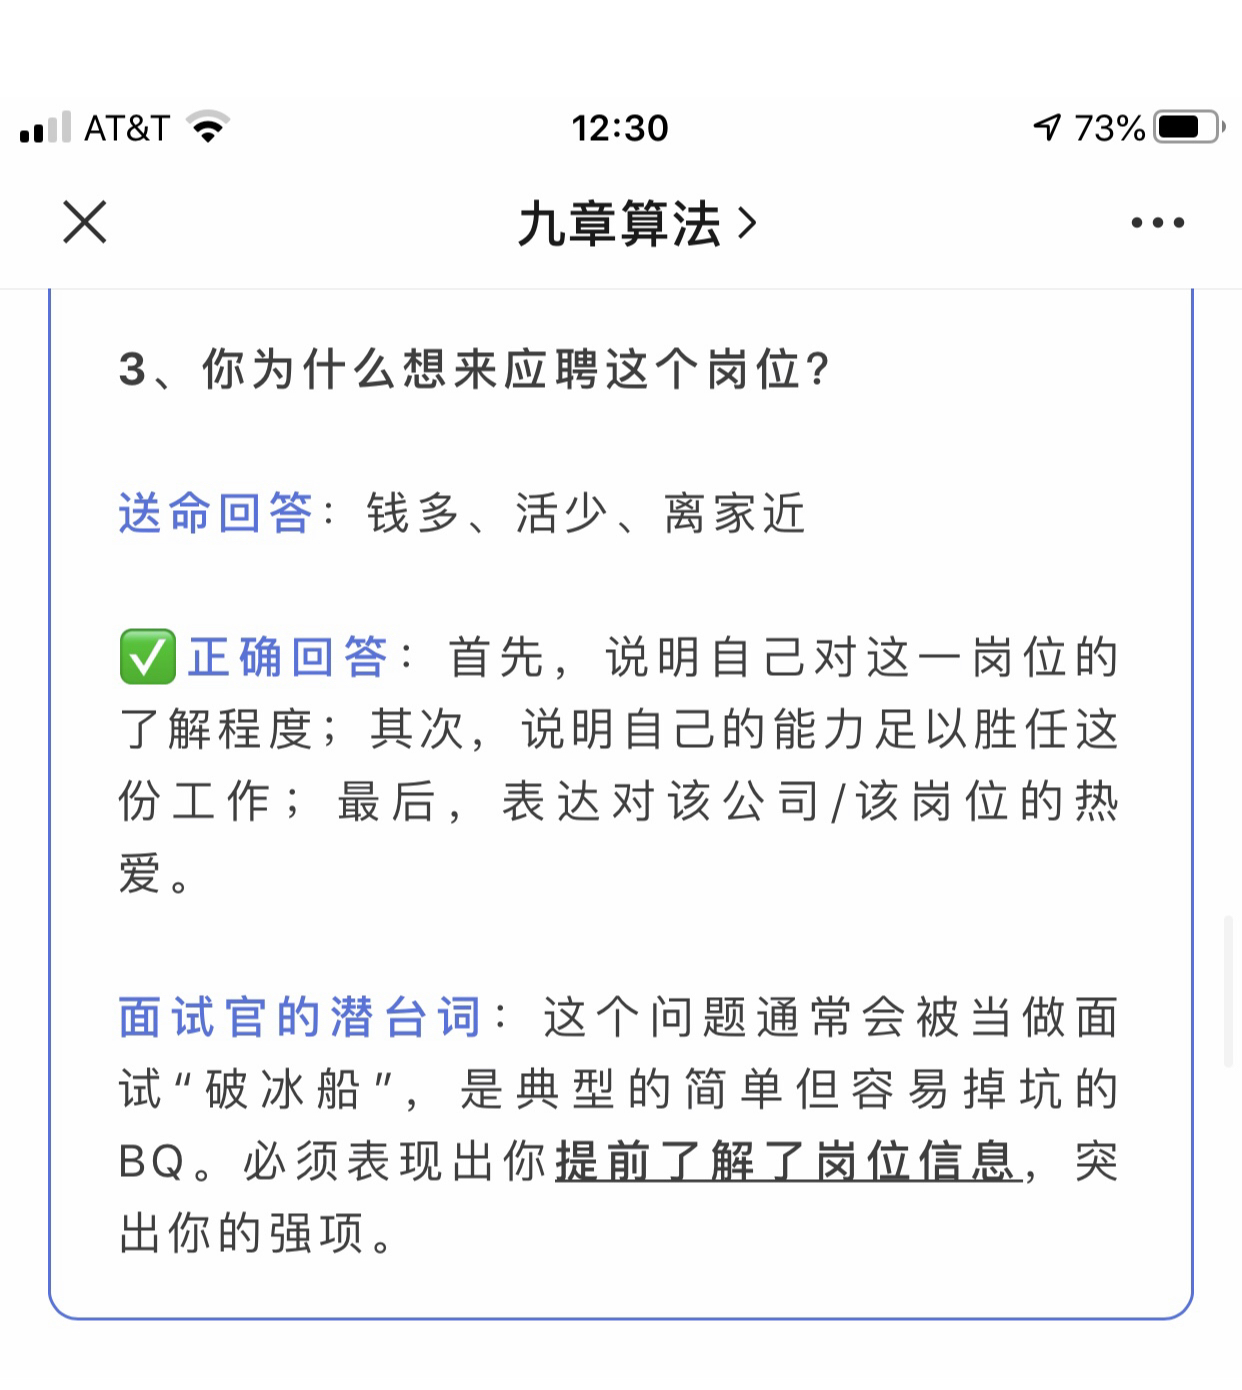 AT&T 12:30 73%
九章算法
3、你为什么想来应聘这个岗位?
送命回答：钱多、活少、离家近
✅正确回答：首先，说明自己对这一岗位的
了解程度；其次，说明自己的能力足以胜任这
份工作；最后，表达对该公司/该岗位的热
爱。
面试官的潜台词：这个问题通常会被当做面
试“破冰船”，是典型的简单但容易掉坑的
BQ。必须表现出你提前了解了岗位信息，突
出你的强项。